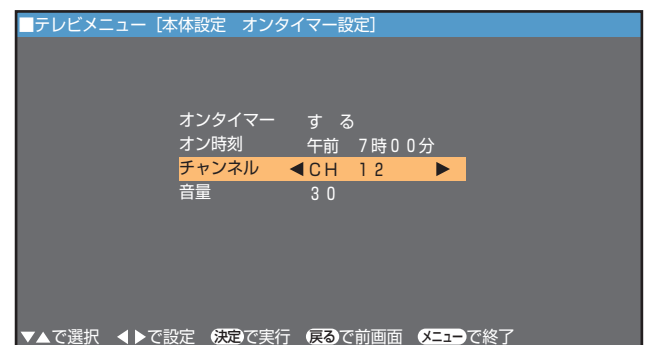 ■テレビメニュー [本体設定 オンタイマー設定]
オンタイマー する
オン時刻 午前 7時00分
チャンネル ◀CH 12 ▶
音量 30
▼▲で選択 ◀▶で設定 決定で実行 戻るで前画面 メニューで終了